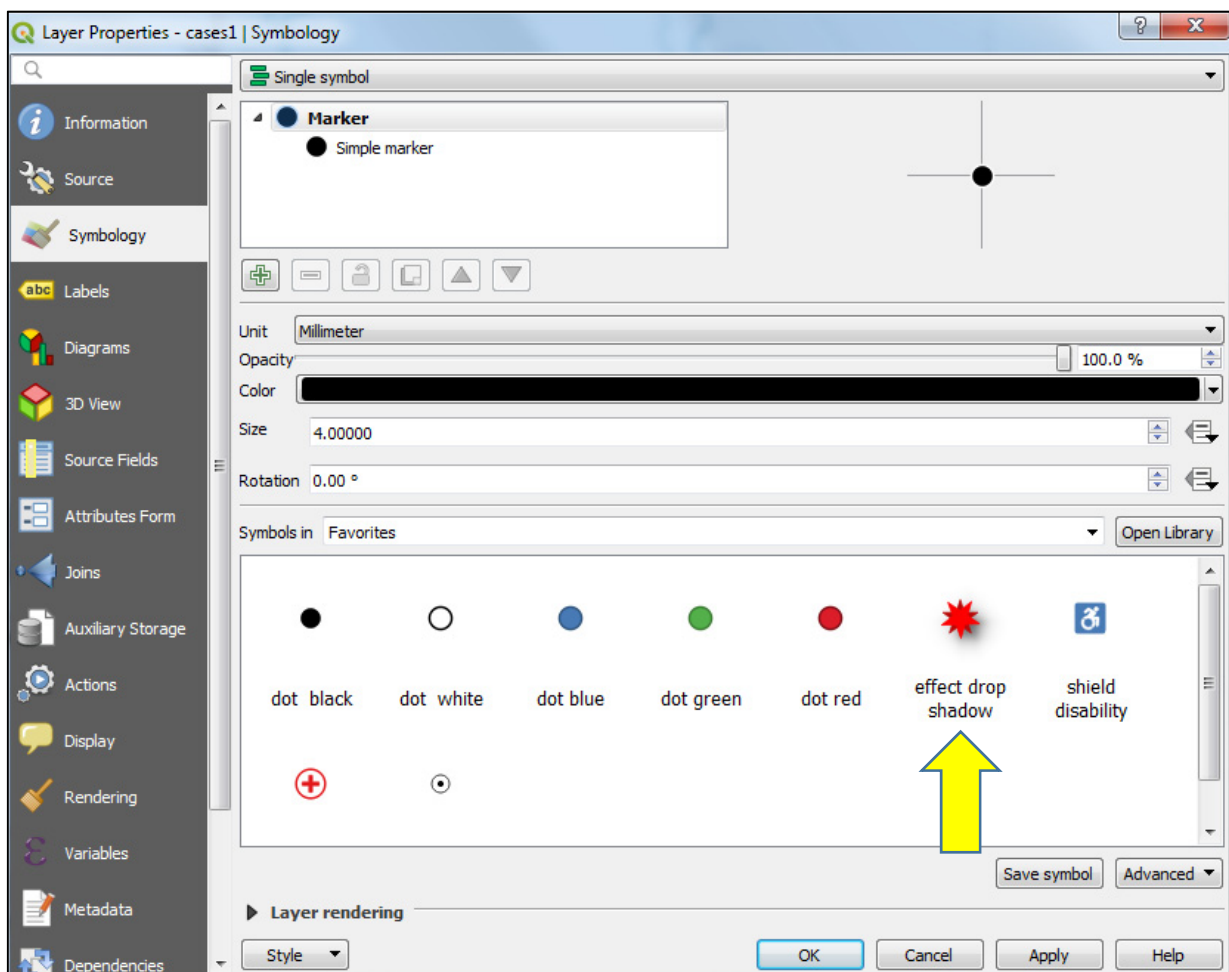 Layer Properties - cases1 | Symbology
Information
Source
Symbology
abc Labels
Diagrams
3D View
Source Fields
Attributes Form
Joins
Auxiliary Storage
Actions
Display
Rendering
Variables
Metadata
Dependencies
Single symbol
Marker
Simple marker
Unit Millimeter
Opacity 100.0 %
Color
Size 4.00000
Rotation 0.00 °
Symbols in Favorites Open Library
dot black
dot white
dot blue
dot green
dot red
effect drop
shadow
shield
disability
Save symbol Advanced
Layer rendering
Style OK Cancel Apply Help